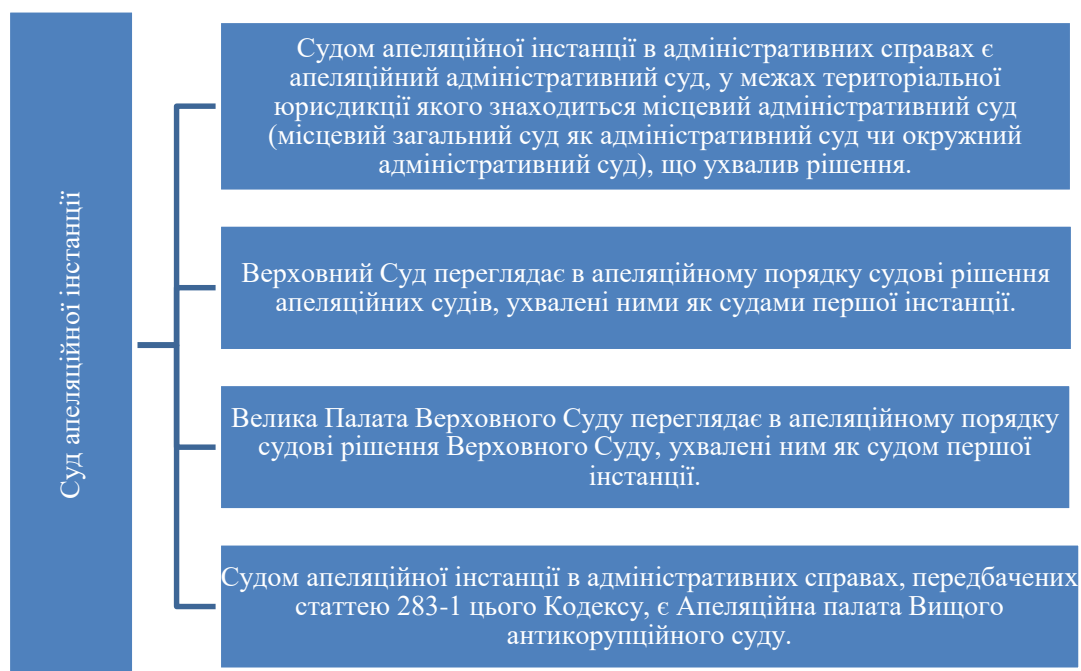 Суд апеляційної інстанції
Судом апеляційної інстанції в адміністративних справах є
апеляційний адміністративний суд, у межах територіальної
юрисдикції якого знаходиться місцевий адміністративний суд
(місцевий загальний суд як адміністративний суд чи окружний
адміністративний суд), що ухвалив рішення.
Верховний Суд переглядає в апеляційному порядку судові рішення
апеляційних судів, ухвалені ними як судами першої інстанції.
Велика Палата Верховного Суду переглядає в апеляційному порядку
судові рішення Верховного Суду, ухвалені ним як судом першої
інстанції.
Судом апеляційної інстанції в адміністративних справах, передбачених
статтею 283-1 цього Кодексу, є Апеляційна палата Вищого
антикорупційного суду.